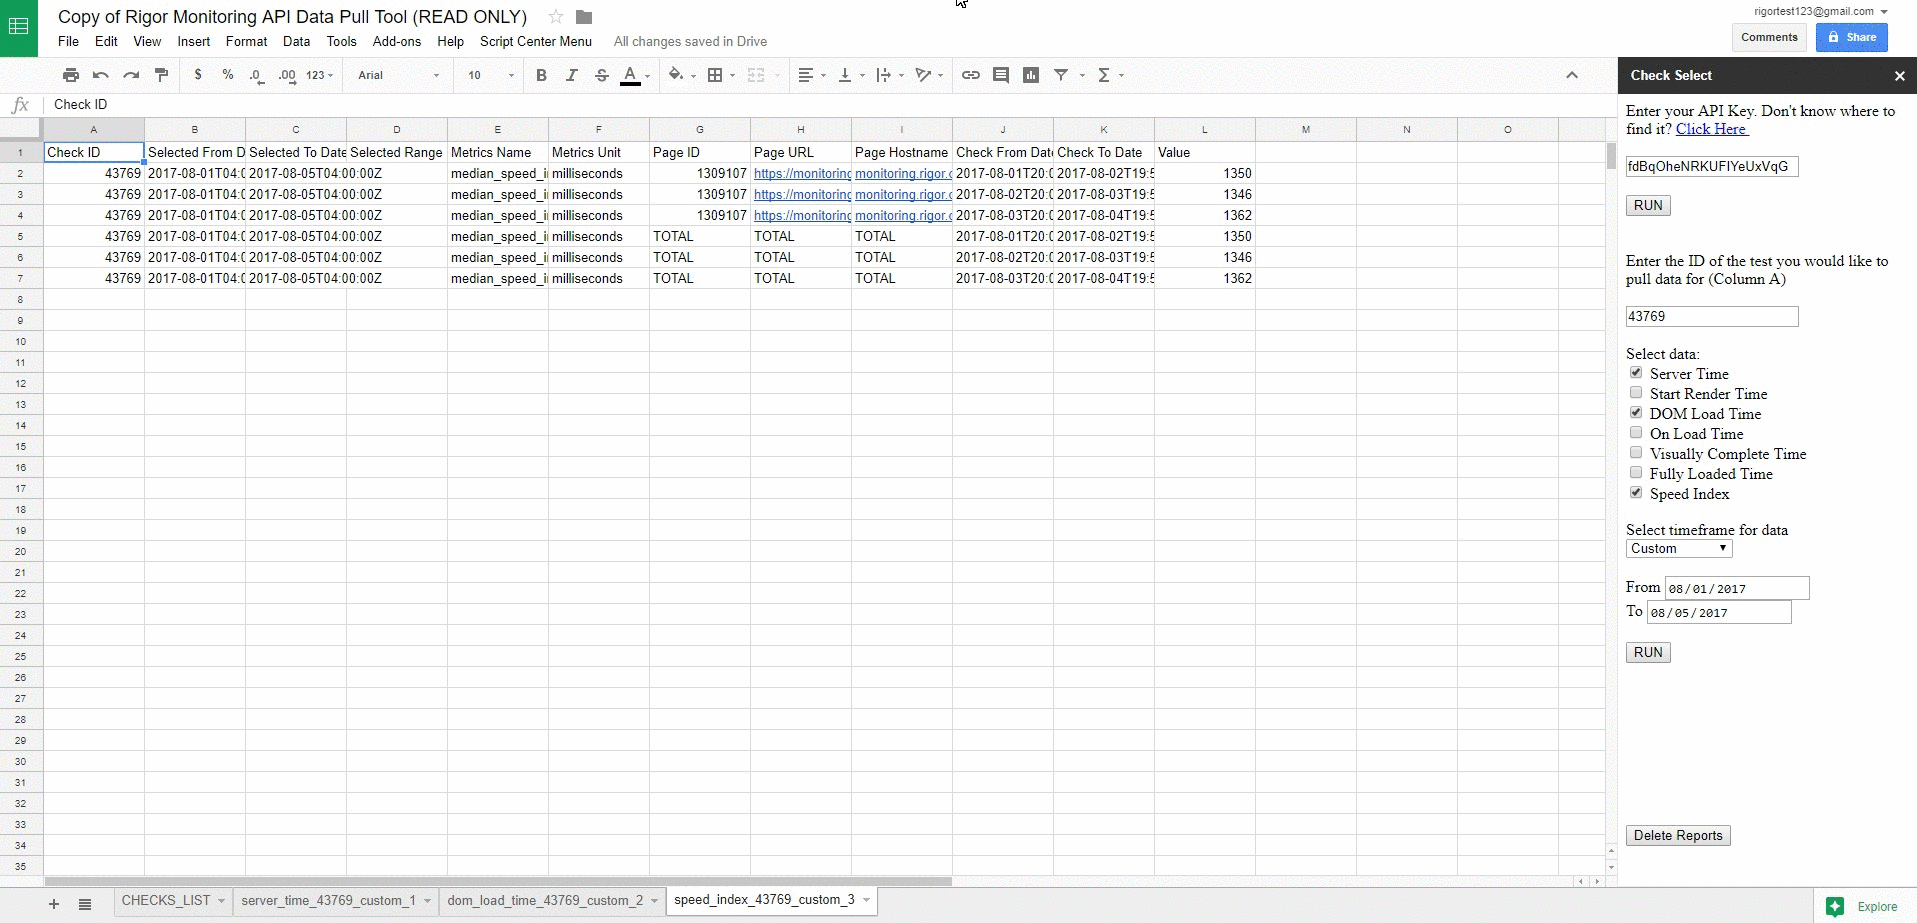 Copy of Rigor Monitoring API Data Pull Tool (READ ONLY)
rigortest123@gmail.com
File Edit View Insert Format Data Tools Add-ons Help Script Center Menu All changes saved in Drive
Comments Share
$ % .0 .00 123 Arial 10 B I S A Σ
Check Select
fx Check ID
A B C D E F G H I J K L M N O
1 Check ID Selected From D Selected To Date Selected Range Metrics Name Metrics Unit Page ID Page URL Page Hostname Check From Date Check To Date Value
2 43769 2017-08-01T04:0 2017-08-05T04:00:00Z median_speed_i milliseconds 1309107 https://monitoring monitoring.rigor.c 2017-08-01T20:0 2017-08-02T19:5 1350
3 43769 2017-08-01T04:0 2017-08-05T04:00:00Z median_speed_i milliseconds 1309107 https://monitoring monitoring.rigor.c 2017-08-02T20:0 2017-08-03T19:5 1346
4 43769 2017-08-01T04:0 2017-08-05T04:00:00Z median_speed_i milliseconds 1309107 https://monitoring monitoring.rigor.c 2017-08-03T20:0 2017-08-04T19:5 1362
5 43769 2017-08-01T04:0 2017-08-05T04:00:00Z median_speed_i milliseconds TOTAL TOTAL TOTAL 2017-08-01T20:0 2017-08-02T19:5 1350
6 43769 2017-08-01T04:0 2017-08-05T04:00:00Z median_speed_i milliseconds TOTAL TOTAL TOTAL 2017-08-02T20:0 2017-08-03T19:5 1346
7 43769 2017-08-01T04:0 2017-08-05T04:00:00Z median_speed_i milliseconds TOTAL TOTAL TOTAL 2017-08-03T20:0 2017-08-04T19:5 1362
8
9
10
11
12
13
14
15
16
17
18
19
20
21
22
23
24
25
26
27
28
29
30
31
32
33
34
35
Enter your API Key. Don't know where to
find it? Click Here
fdBqOheNRKUFIYeUxVqG
RUN
Enter the ID of the test you would like to
pull data for (Column A)
43769
Select data:
Server Time
Start Render Time
DOM Load Time
On Load Time
Visually Complete Time
Fully Loaded Time
Speed Index
Select timeframe for data
Custom
From 08/01/2017
To 08/05/2017
RUN
Delete Reports
CHECKS_LIST server_time_43769_custom_1 dom_load_time_43769_custom_2 speed_index_43769_custom_3
Explore